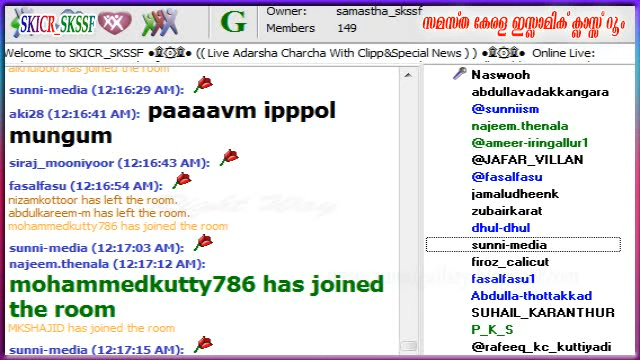 SKICR SKSSF
G
Owner: samastha_skssf
Members 149
സമസ്ത കേരള ഇസ്ലാമിക് ക്ലാസ്സ് റൂം
Welcome to SKICR_SKSSF ●۩۞۩● (( Live Adarsha Charcha With Clipp&Special News ) ) ●۩۞۩● Online Live:
alkhulood has joined the room
sunni-media (12:16:29 AM):
aki28 (12:16:41 AM): paaaavm ipppol
mungum
siraj_mooniyoor (12:16:43 AM):
fasalfasu (12:16:54 AM):
nizamkottoor has left the room.
abdulkareem-m has left the room.
mohammedkutty786 has joined the room
sunni-media (12:17:03 AM):
najeem.thenala (12:17:12 AM):
mohammedkutty786 has joined
the room
MKSHAJID has joined the room
sunni-media (12:17:15 AM):
Naswooh
abdullavadakkangara
@sunniism
najeem.thenala
@ameer-iringallur1
@JAFAR_VILLAN
@fasalfasu
jamaludheenk
zubairkarat
dhul-dhul
sunni-media
firoz_calicut
fasalfasu1
Abdulla-thottakkad
SUHAIL_KARANTHUR
P_K_S
@rafeeq_kc_kuttiyadi